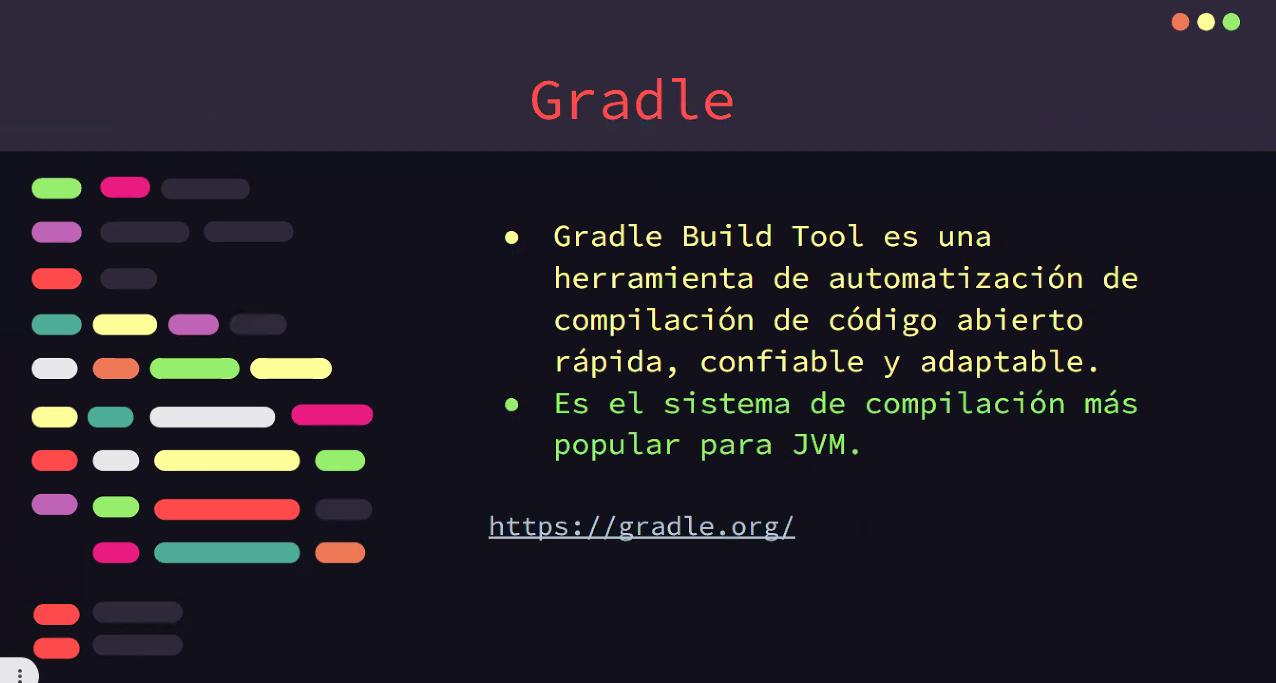 Gradle
● Gradle Build Tool es una
herramienta de automatización de
compilación de código abierto
rápida, confiable y adaptable.
● Es el sistema de compilación más
popular para JVM.
https://gradle.org/